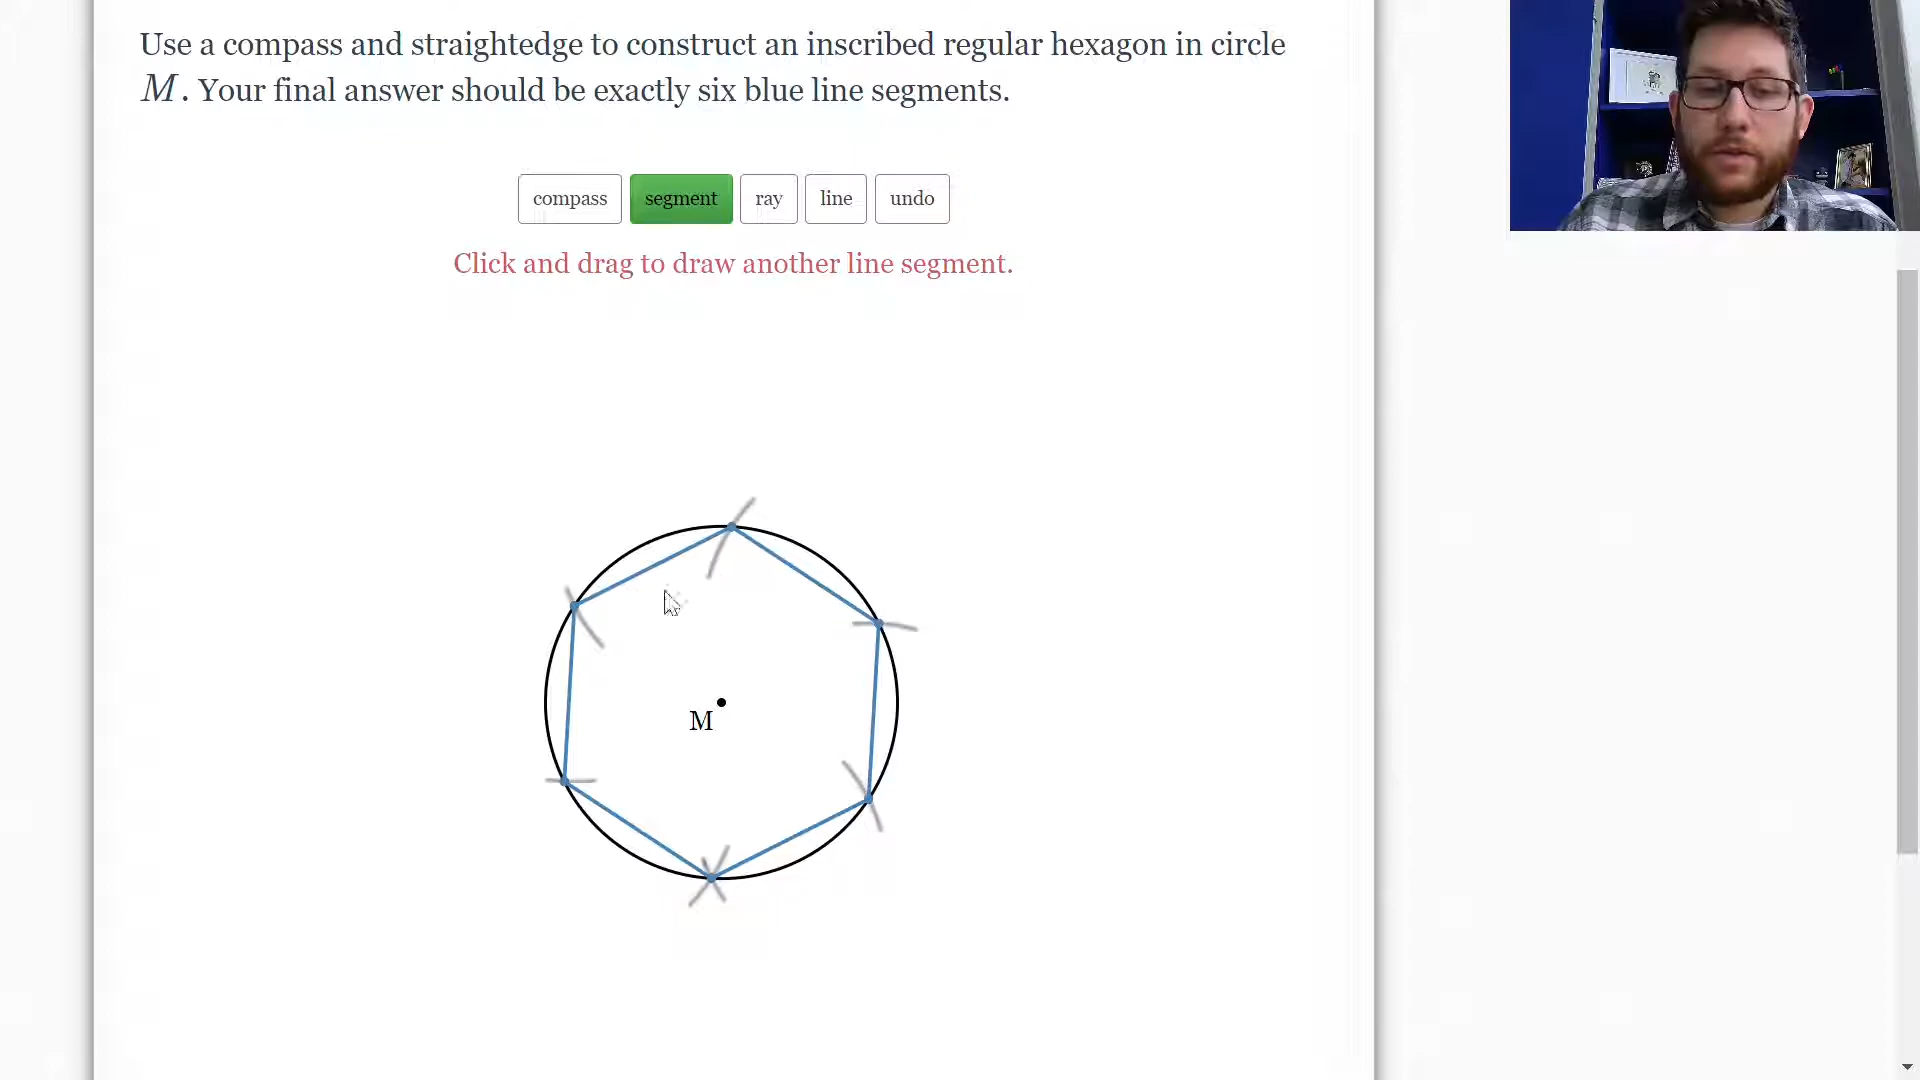 Use a compass and straightedge to construct an inscribed regular hexagon in circle
M. Your final answer should be exactly six blue line segments.
compass segment ray line undo
Click and drag to draw another line segment.
M